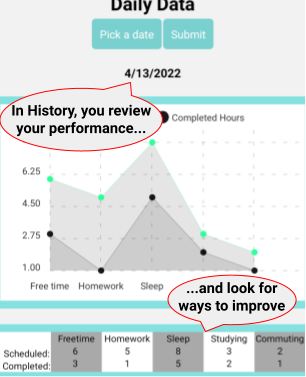 Daily Data
Pick a date Submit
4/13/2022
In History, you review
your performance...
Completed Hours
6.25
4.50
2.75
1.00
Free time Homework Sleep
...and look for
ways to improve
Freetime Homework Sleep Studying Commuting
Scheduled: 6 5 8 3 2
Completed: 3 1 5 2 1